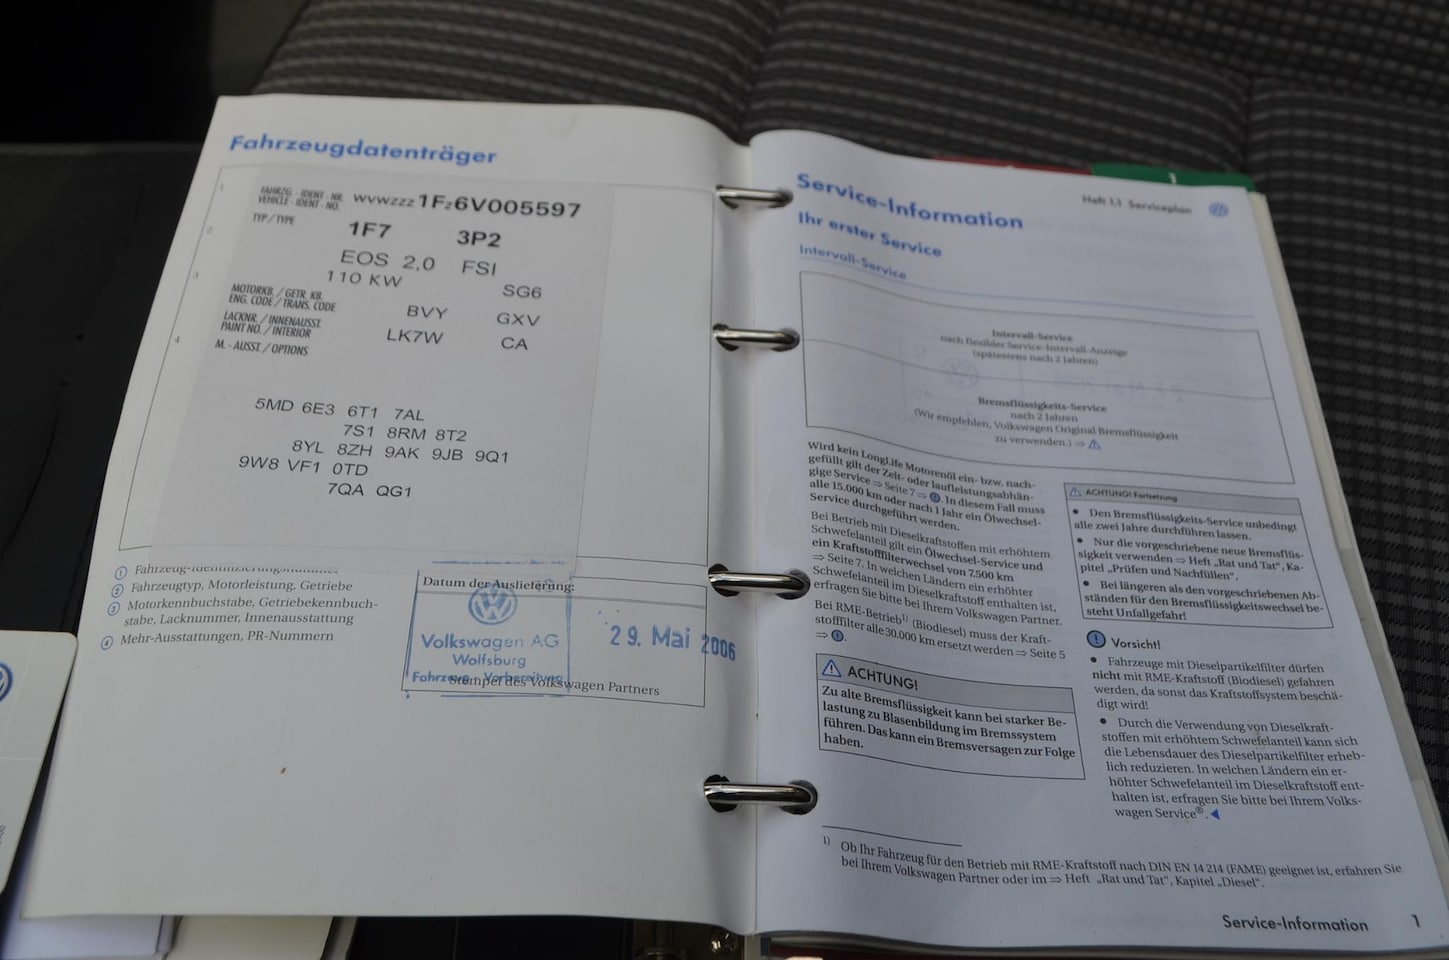 Fahrzeugdatenträger
1
FAHRZG. - IDENT - NR.
VEHICLE - IDENT - NO.
WVWZZZ1FZ6V005597
2
TYP / TYPE
1F7 3P2
EOS 2,0 FSI
3
110 KW SG6
MOTORKB. / GETR. KB.
ENG. CODE / TRANS. CODE
BVY GXV
LACKNR. / INNENAUSST.
PAINT NO. / INTERIOR
LK7W CA
4
M. - AUSST. / OPTIONS
5MD 6E3 6T1 7AL
7S1 8RM 8T2
8YL 8ZH 9AK 9JB 9Q1
9W8 VF1 0TD
7QA QG1
① Fahrzeug-Identifizierungsnummer
② Fahrzeugtyp, Motorleistung, Getriebe
③ Motorkennbuchstabe, Getriebekennbuch-
stabe, Lacknummer, Innenausstattung
④ Mehr-Ausstattungen, PR-Nummern
Datum der Auslieferung:
Volkswagen AG
Wolfsburg
Fahrzeug-Vorbereitung
29. Mai 2006
Stempel des Volkswagen Partners
Heft 1.1 Serviceplan
Service-Information
Ihr erster Service
Intervall-Service
Intervall-Service
nach flexibler Service-Intervall-Anzeige
(spätestens nach 2 Jahren)
Bremsflüssigkeits-Service
nach 2 Jahren
(Wir empfehlen, Volkswagen Original Bremsflüssigkeit
zu verwenden.) ⇒ ⚠
Wird kein LongLife Motorenöl ein- bzw. nach-
gefüllt gilt der Zeit- oder laufleistungsabhän-
gige Service ⇒ Seite 7 ⇒ ⓘ. In diesem Fall muss
alle 15.000 km oder nach 1 Jahr ein Ölwechsel-
Service durchgeführt werden.
Bei Betrieb mit Dieselkraftstoffen mit erhöhtem
Schwefelanteil gilt ein Ölwechsel-Service und
ein Kraftstofffilterwechsel von 7.500 km
⇒ Seite 7. In welchen Ländern ein erhöhter
Schwefelanteil im Dieselkraftstoff enthalten ist,
erfragen Sie bitte bei Ihrem Volkswagen Partner.
Bei RME-Betrieb1) (Biodiesel) muss der Kraft-
stofffilter alle 30.000 km ersetzt werden ⇒ Seite 5
⇒ ⓘ.
⚠ ACHTUNG!
Zu alte Bremsflüssigkeit kann bei starker Be-
lastung zu Blasenbildung im Bremssystem
führen. Das kann ein Bremsversagen zur Folge
haben.
⚠ ACHTUNG! Fortsetzung
• Den Bremsflüssigkeits-Service unbedingt
alle zwei Jahre durchführen lassen.
• Nur die vorgeschriebene neue Bremsflüs-
sigkeit verwenden ⇒ Heft „Rat und Tat“, Ka-
pitel „Prüfen und Nachfüllen“.
• Bei längeren als den vorgeschriebenen Ab-
ständen für den Bremsflüssigkeitswechsel be-
steht Unfallgefahr!
Vorsicht!
• Fahrzeuge mit Dieselpartikelfilter dürfen
nicht mit RME-Kraftstoff (Biodiesel) gefahren
werden, da sonst das Kraftstoffsystem beschä-
digt wird!
• Durch die Verwendung von Dieselkraft-
stoffen mit erhöhtem Schwefelanteil kann sich
die Lebensdauer des Dieselpartikelfilter erheb-
lich reduzieren. In welchen Ländern ein er-
höhter Schwefelanteil im Dieselkraftstoff ent-
halten ist, erfragen Sie bitte bei Ihrem Volks-
wagen Service®. ◀
1) Ob Ihr Fahrzeug für den Betrieb mit RME-Kraftstoff nach DIN EN 14 214 (FAME) geeignet ist, erfahren Sie
bei Ihrem Volkswagen Partner oder im ⇒ Heft „Rat und Tat“, Kapitel „Diesel“.
Service-Information 1